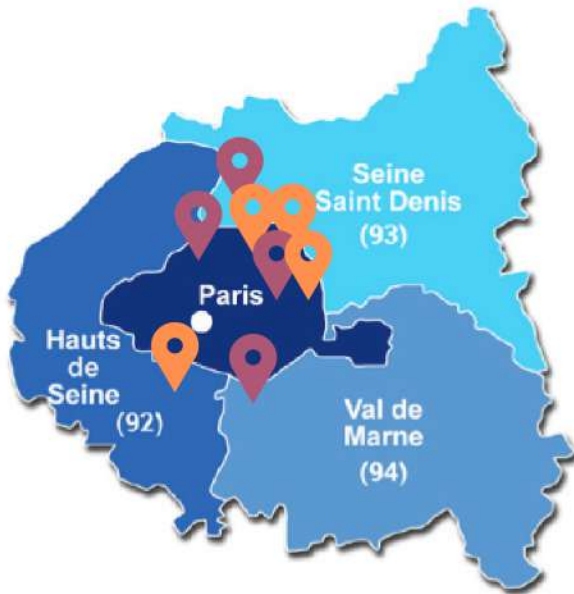 Seine
Saint Denis
(93)
Paris
Hauts
de
Seine
(92)
Val de
Marne
(94)